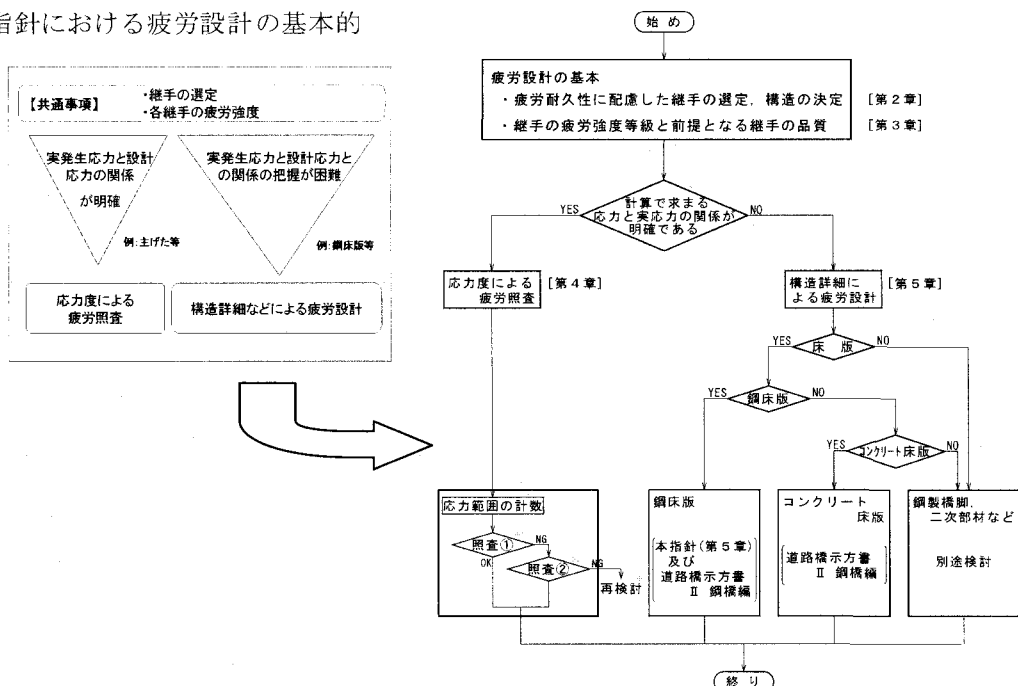 指針における疲労設計の基本的
【共通事項】
・継手の選定
・各継手の疲労強度
実発生応力と設計
応力の関係
が明確
例:主げた等
実発生応力と設計応力と
の関係の把握が困難
例:鋼床版等
応力度による
疲労照査
構造詳細などによる疲労設計
始め
疲労設計の基本
・疲労耐久性に配慮した継手の選定，構造の決定 [第２章]
・継手の疲労強度等級と前提となる継手の品質 [第３章]
計算で求まる
応力と実応力の関係が
明確である
YES
NO
応力度による
疲労照査
[第４章]
構造詳細に
よる疲労設計
[第５章]
床　版
YES
NO
鋼床版
YES
NO
コンクリート床版
YES
NO
応力範囲の計数
照査①
NG
OK
照査②
NG
再検討
鋼床版
本指針(第５章)
及び
道路橋示方書
Ⅱ 鋼橋編
コンクリート
床版
道路橋示方書
Ⅱ 鋼橋編
鋼製橋脚，
二次部材など
別途検討
終り